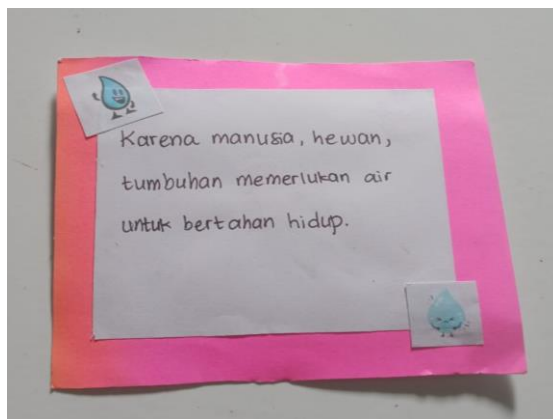 Karena manusia, hewan,
tumbuhan memerlukan air
untuk bertahan hidup.